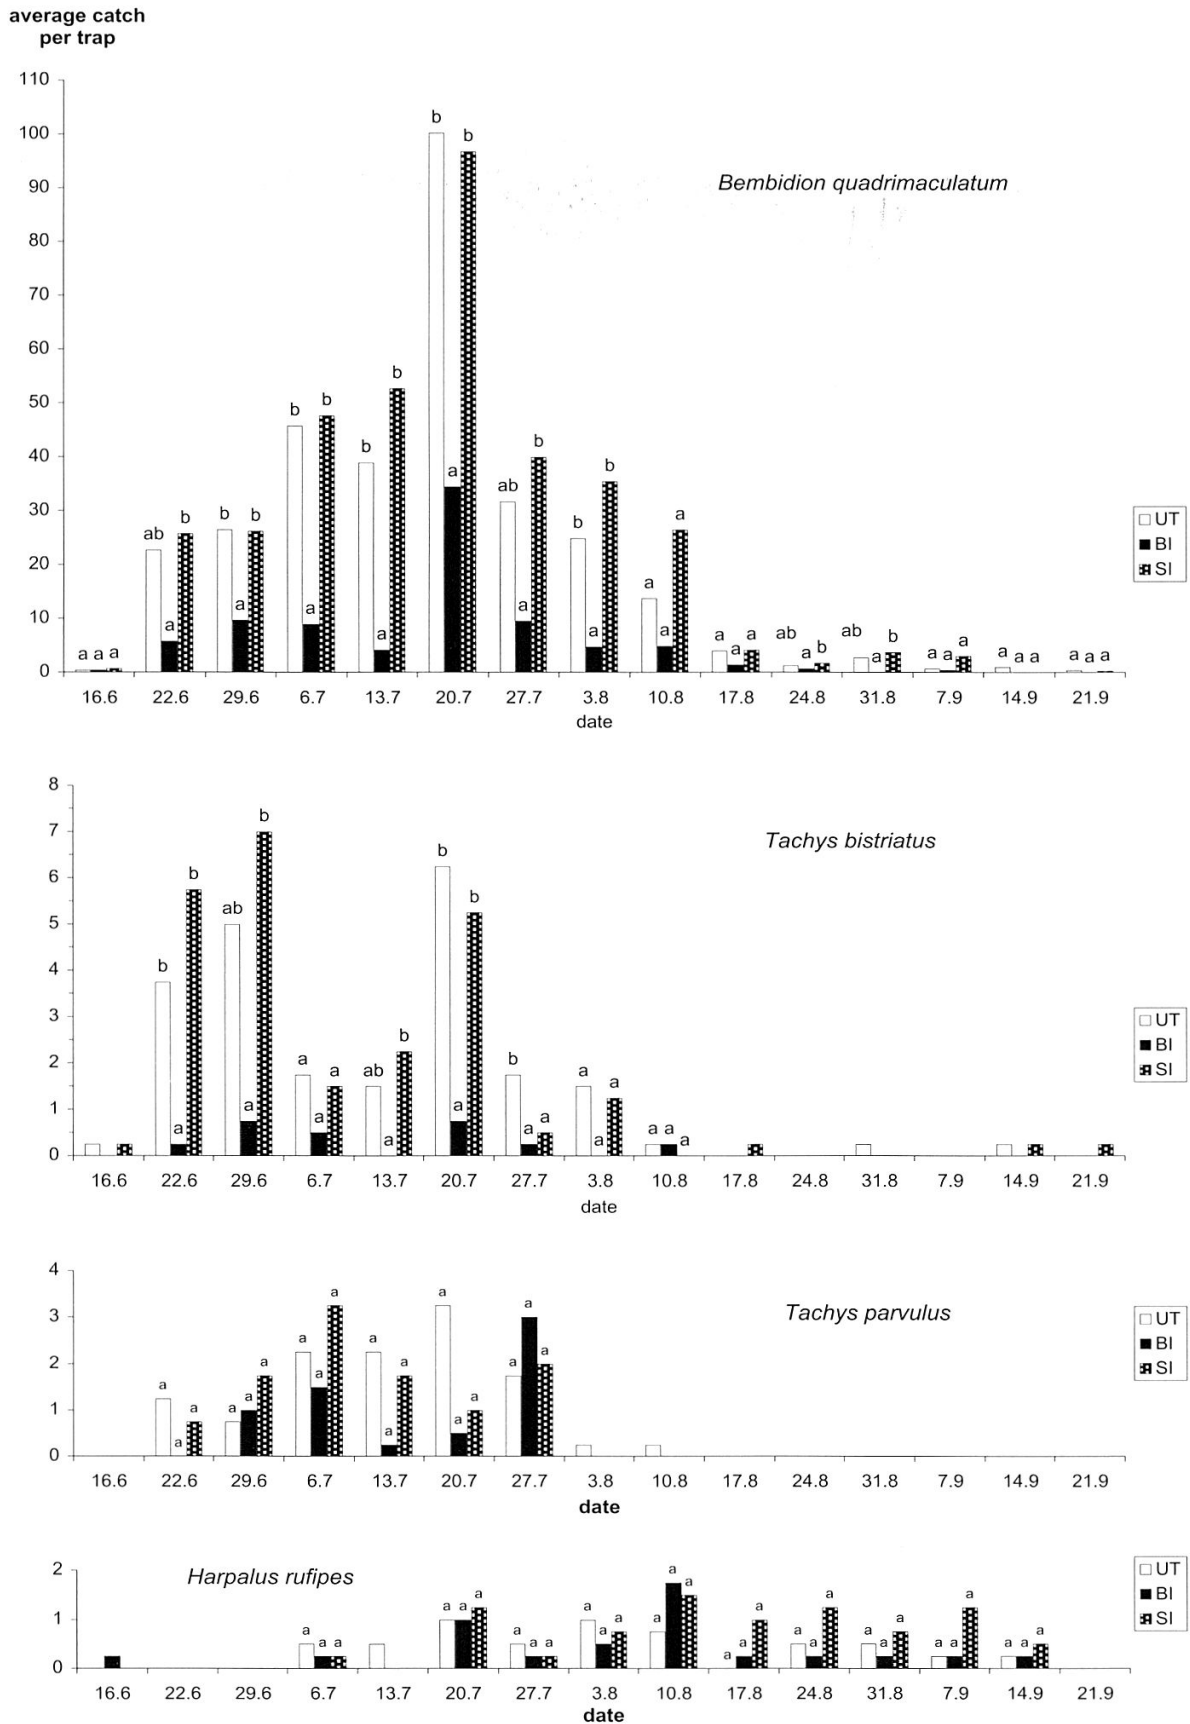 average catch
per trap
110
100
90
80
70
60
50
40
30
20
10
0
Bembidion quadrimaculatum
a a a
ab a b
b a b
b a b
b a b
b a b
ab a b
b a b
a a a
a a a
ab a b
ab a b
a a a
a a a
a a a
16.6 22.6 29.6 6.7 13.7 20.7 27.7 3.8 10.8 17.8 24.8 31.8 7.9 14.9 21.9
date
UT
BI
SI
8
7
6
5
4
3
2
1
0
Tachys bistriatus
b a b
ab a b
a a a
ab a b
b a b
b a a
a a a
a a a
16.6 22.6 29.6 6.7 13.7 20.7 27.7 3.8 10.8 17.8 24.8 31.8 7.9 14.9 21.9
date
UT
BI
SI
4
3
2
1
0
Tachys parvulus
a a a
a a a
a a a
a a a
a a a
a a a
16.6 22.6 29.6 6.7 13.7 20.7 27.7 3.8 10.8 17.8 24.8 31.8 7.9 14.9 21.9
date
UT
BI
SI
2
1
0
Harpalus rufipes
a a a
a a a
a a a
a a a
a a a
a a a
a a a
a a a
a a a
a a a
16.6 22.6 29.6 6.7 13.7 20.7 27.7 3.8 10.8 17.8 24.8 31.8 7.9 14.9 21.9
date
UT
BI
SI